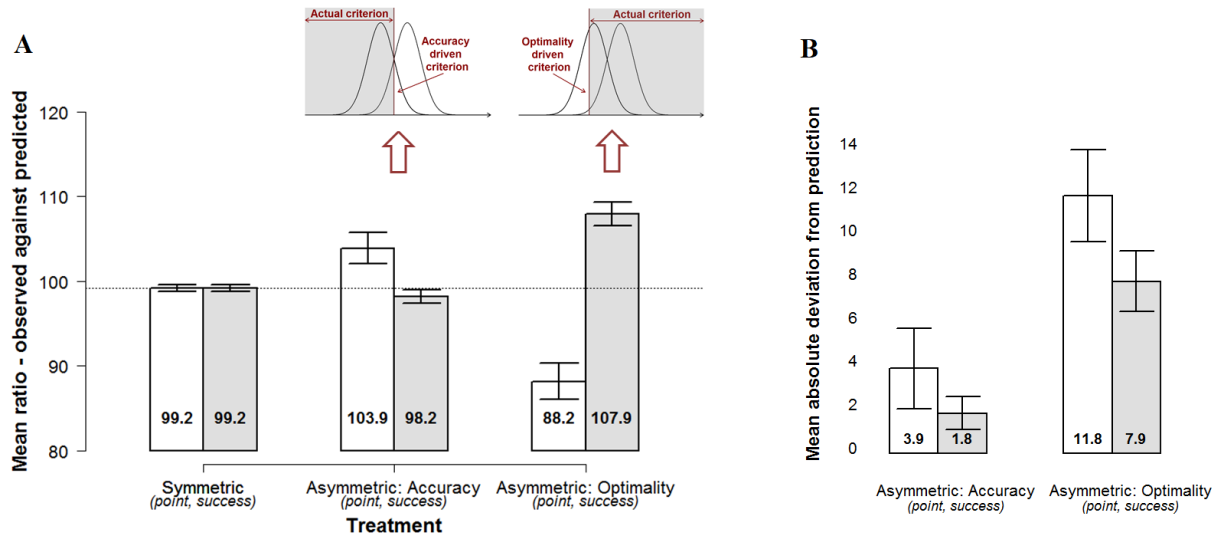 A
Actual criterion
Accuracy
driven
criterion
Actual criterion
Optimality
driven
criterion
Mean ratio - observed against predicted
120
110
100
90
80
99.2
99.2
103.9
98.2
88.2
107.9
Symmetric
(point, success)
Asymmetric: Accuracy
(point, success)
Asymmetric: Optimality
(point, success)
Treatment
B
Mean absolute deviation from prediction
14
12
10
8
6
4
2
0
3.9
1.8
11.8
7.9
Asymmetric: Accuracy
(point, success)
Asymmetric: Optimality
(point, success)